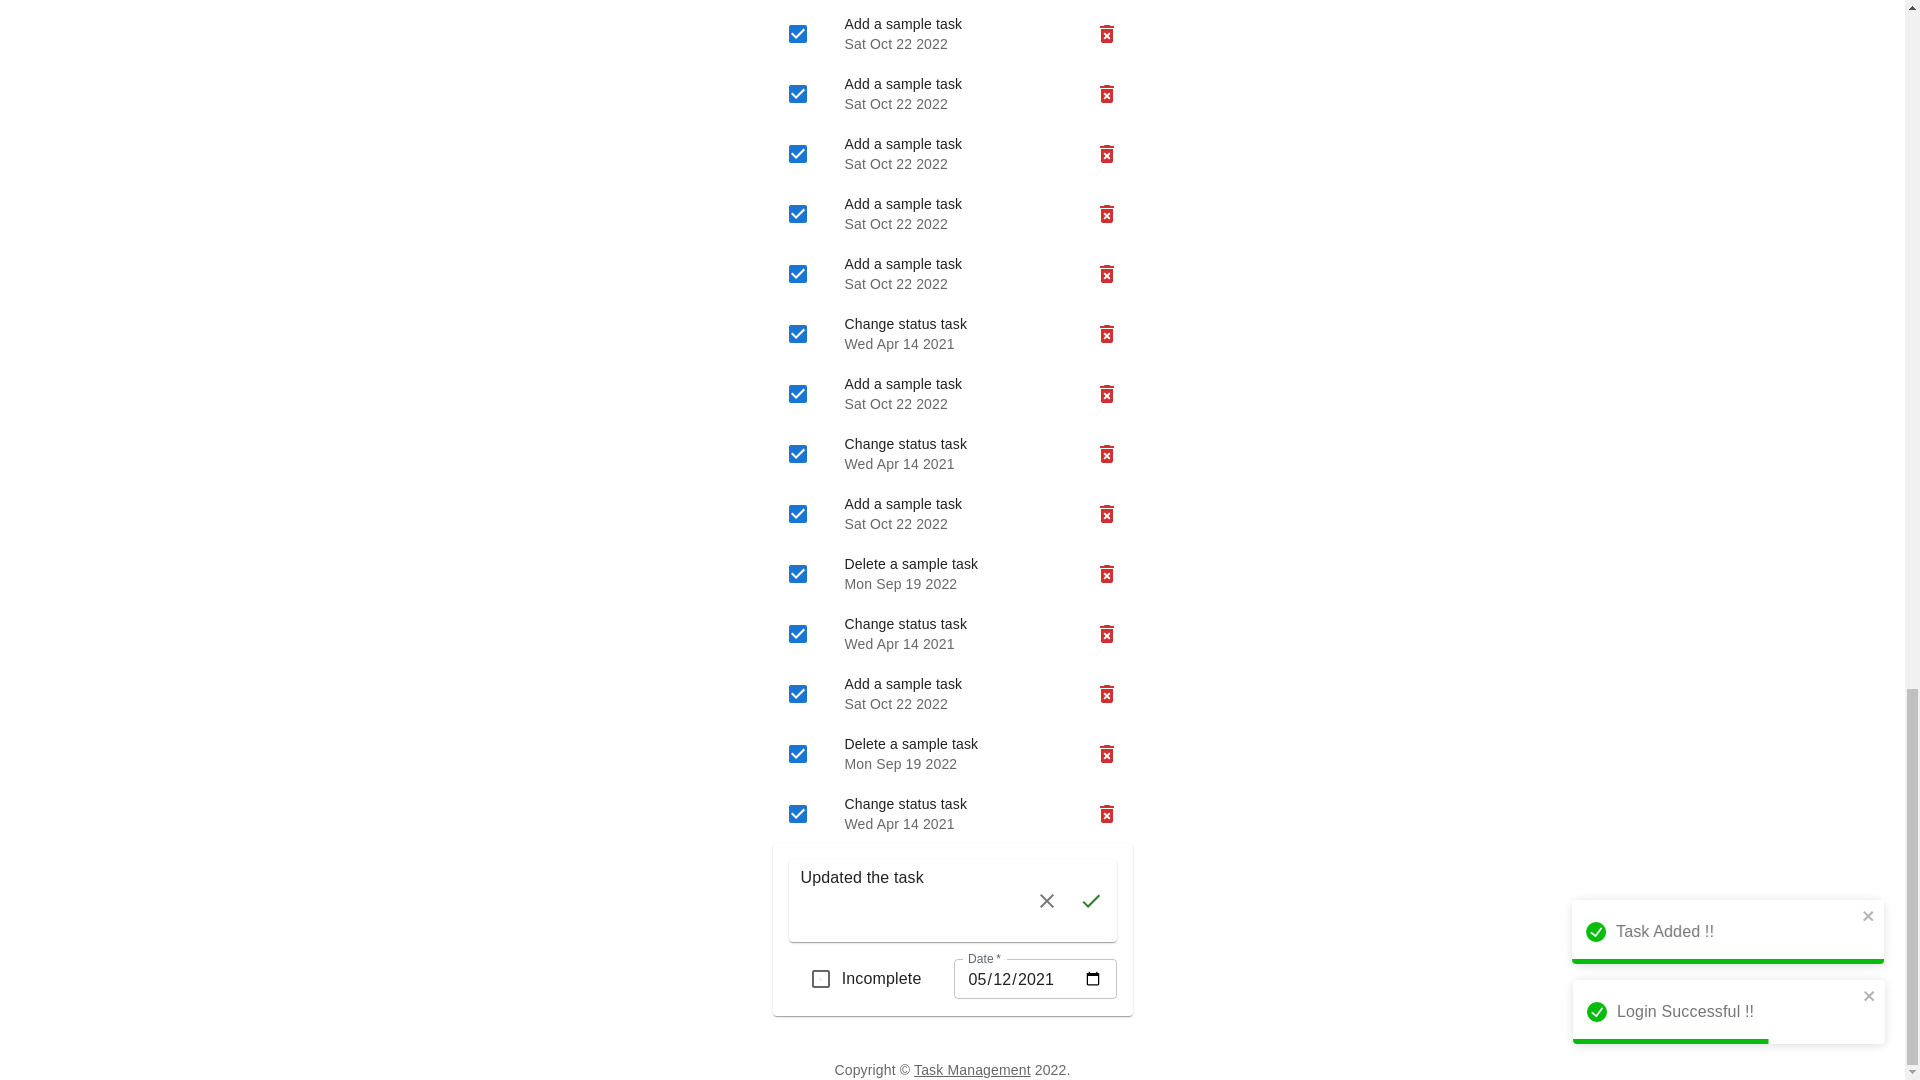 Add a sample task
Sat Oct 22 2022
Add a sample task
Sat Oct 22 2022
Add a sample task
Sat Oct 22 2022
Add a sample task
Sat Oct 22 2022
Add a sample task
Sat Oct 22 2022
Change status task
Wed Apr 14 2021
Add a sample task
Sat Oct 22 2022
Change status task
Wed Apr 14 2021
Add a sample task
Sat Oct 22 2022
Delete a sample task
Mon Sep 19 2022
Change status task
Wed Apr 14 2021
Add a sample task
Sat Oct 22 2022
Delete a sample task
Mon Sep 19 2022
Change status task
Wed Apr 14 2021
Updated the task
Incomplete
Date *
05/12/2021
Task Added !!
Login Successful !!
Copyright © Task Management 2022.